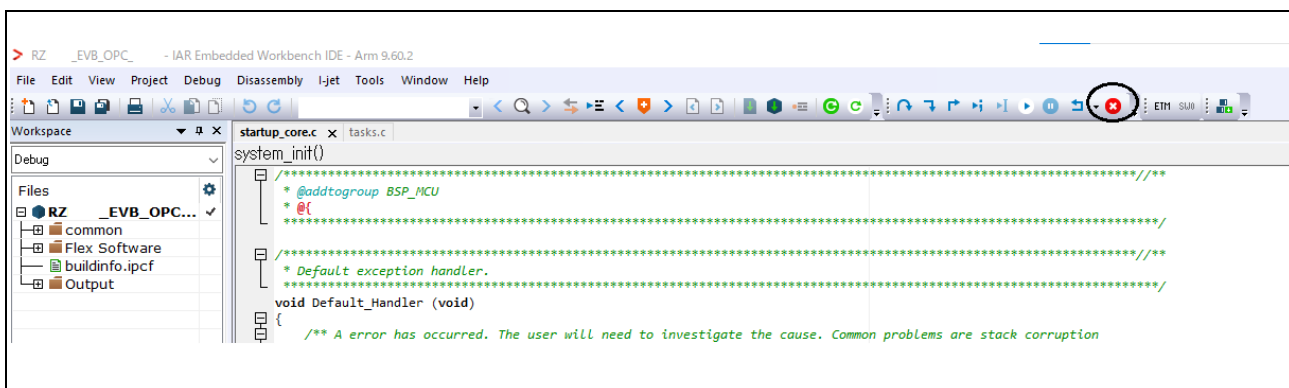 RZ _EVB_OPC_ - IAR Embedded Workbench IDE - Arm 9.60.2
File Edit View Project Debug Disassembly I-jet Tools Window Help
ETM SWO
Workspace
startup_core.c x tasks.c
Debug
system_init()
/*******************************************************************************************************************//**
Files
* @addtogroup BSP_MCU
RZ _EVB_OPC...
* @{
common
**********************************************************************************************************************/
Flex Software
/*******************************************************************************************************************//**
buildinfo.ipcf
* Default exception handler.
Output
**********************************************************************************************************************/
void Default_Handler (void)
{
/** A error has occurred. The user will need to investigate the cause. Common problems are stack corruption